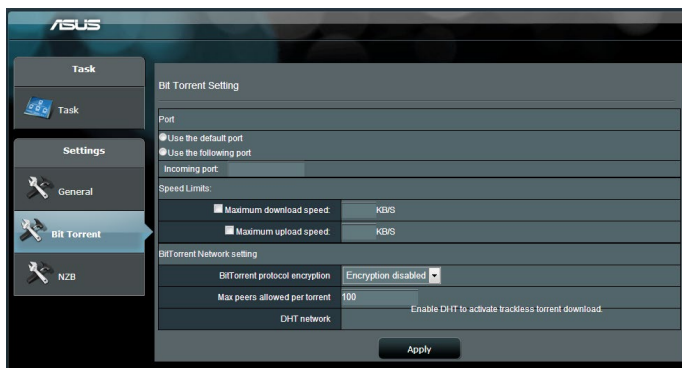 ASUS
Task
Task
Settings
General
Bit Torrent
NZB
Bit Torrent Setting
Port
Use the default port
Use the following port
Incoming port:
Speed Limits:
Maximum download speed: KB/S
Maximum upload speed: KB/S
BitTorrent Network setting
BitTorrent protocol encryption Encryption disabled
Max peers allowed per torrent 100
Enable DHT to activate trackless torrent download.
DHT network
Apply